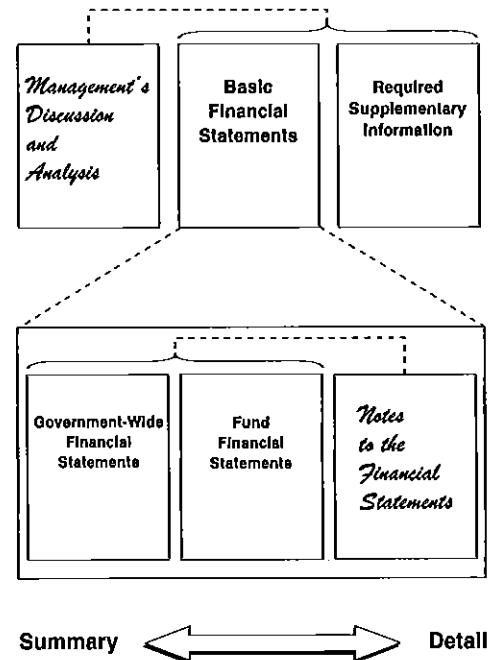 Management's
Discussion
and
Analysis
Basic
Financial
Statements
Required
Supplementary
Information
Government-Wide
Financial
Statements
Fund
Financial
Statements
Notes
to the
Financial
Statements
Summary
Detail